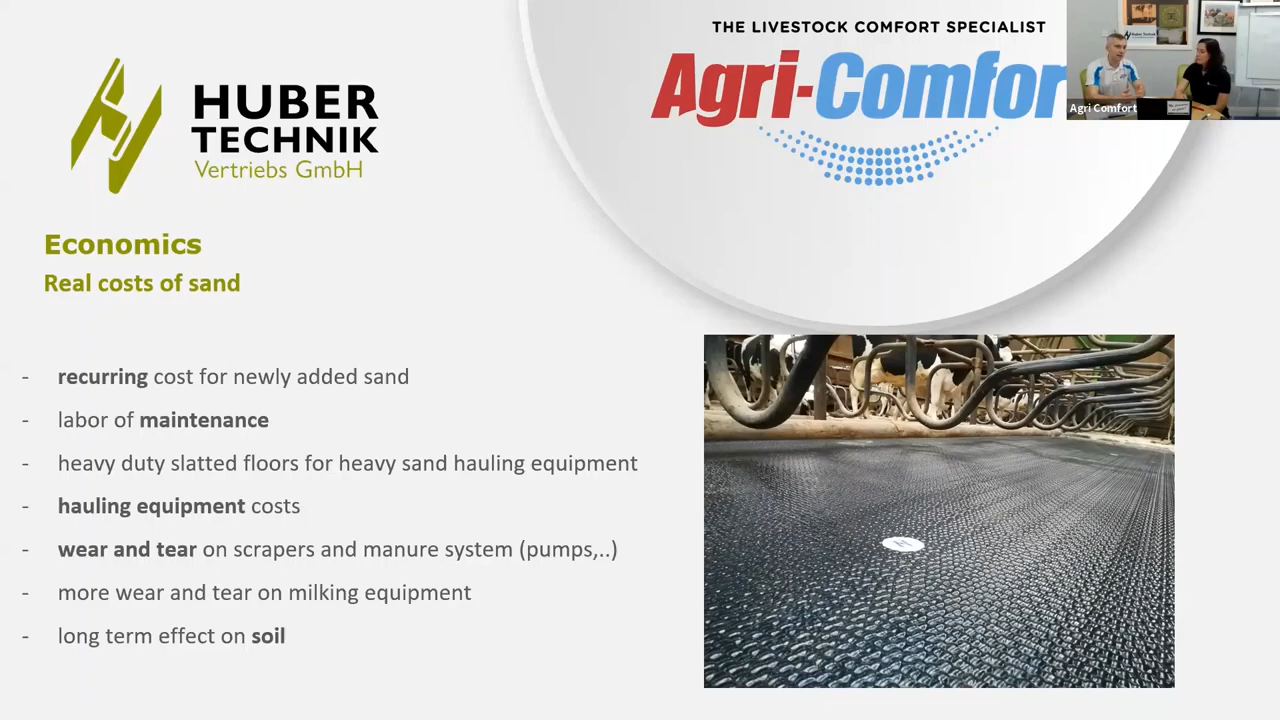 HUBER
TECHNIK
Vertriebs GmbH
THE LIVESTOCK COMFORT SPECIALIST
Agri-Comfor
Agri Comfort
Economics
Real costs of sand
- recurring cost for newly added sand
- labor of maintenance
- heavy duty slatted floors for heavy sand hauling equipment
- hauling equipment costs
- wear and tear on scrapers and manure system (pumps,..)
- more wear and tear on milking equipment
- long term effect on soil